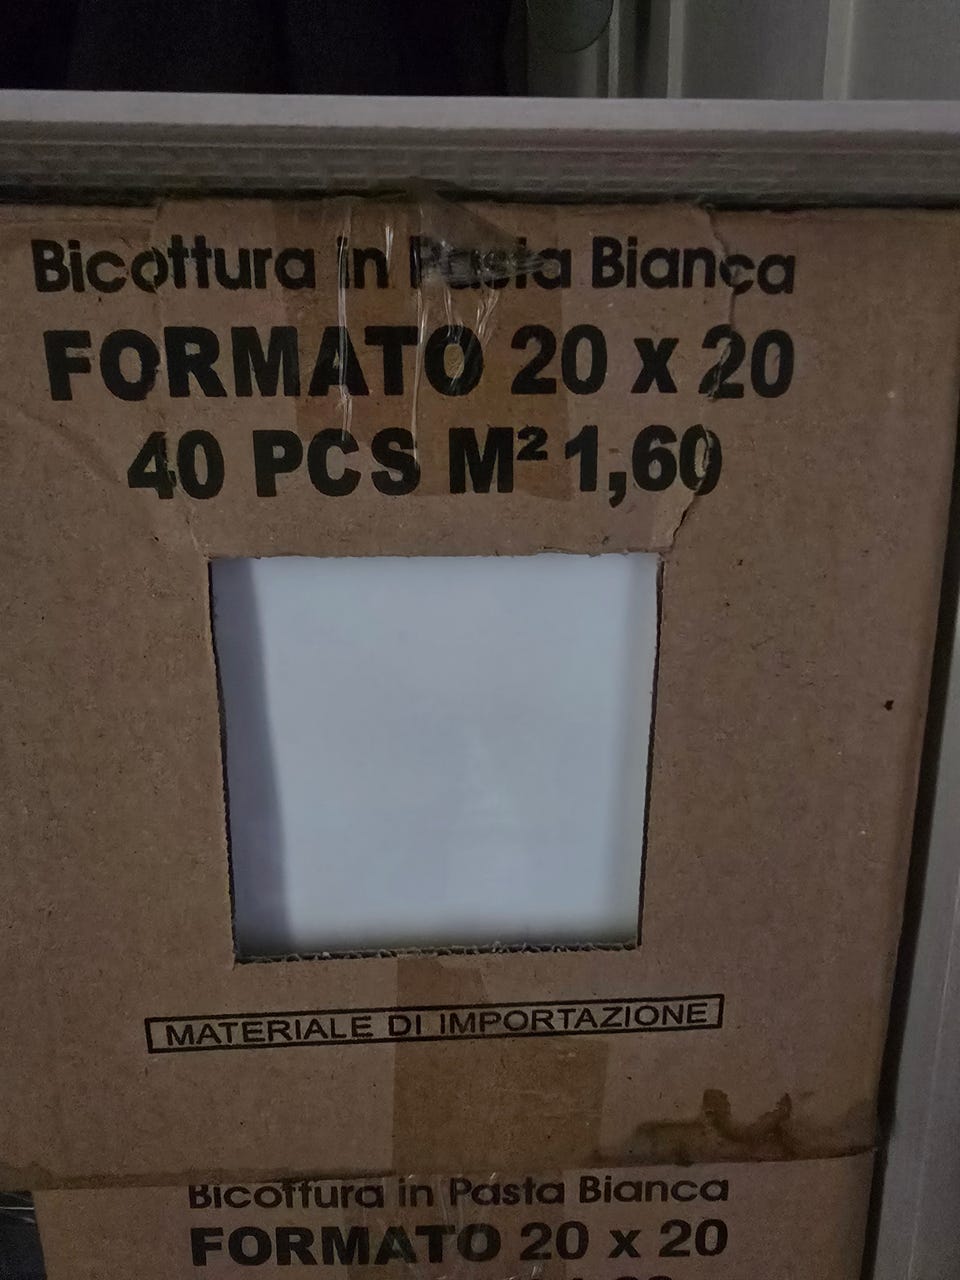 Bicottura in Pasta Bianca
FORMATO 20 x 20
40 PCS M² 1,60
MATERIALE DI IMPORTAZIONE
Bicottura in Pasta Bianca
FORMATO 20 x 20